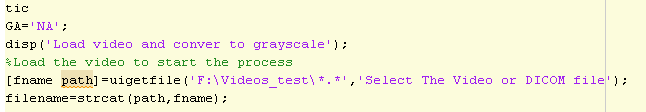 tic
GA='NA';
disp('Load video and conver to grayscale');
%Load the video to start the process
[fname path]=uigetfile('F:\Videos_test\*.*','Select The Video or DICOM file');
filename=strcat(path,fname);